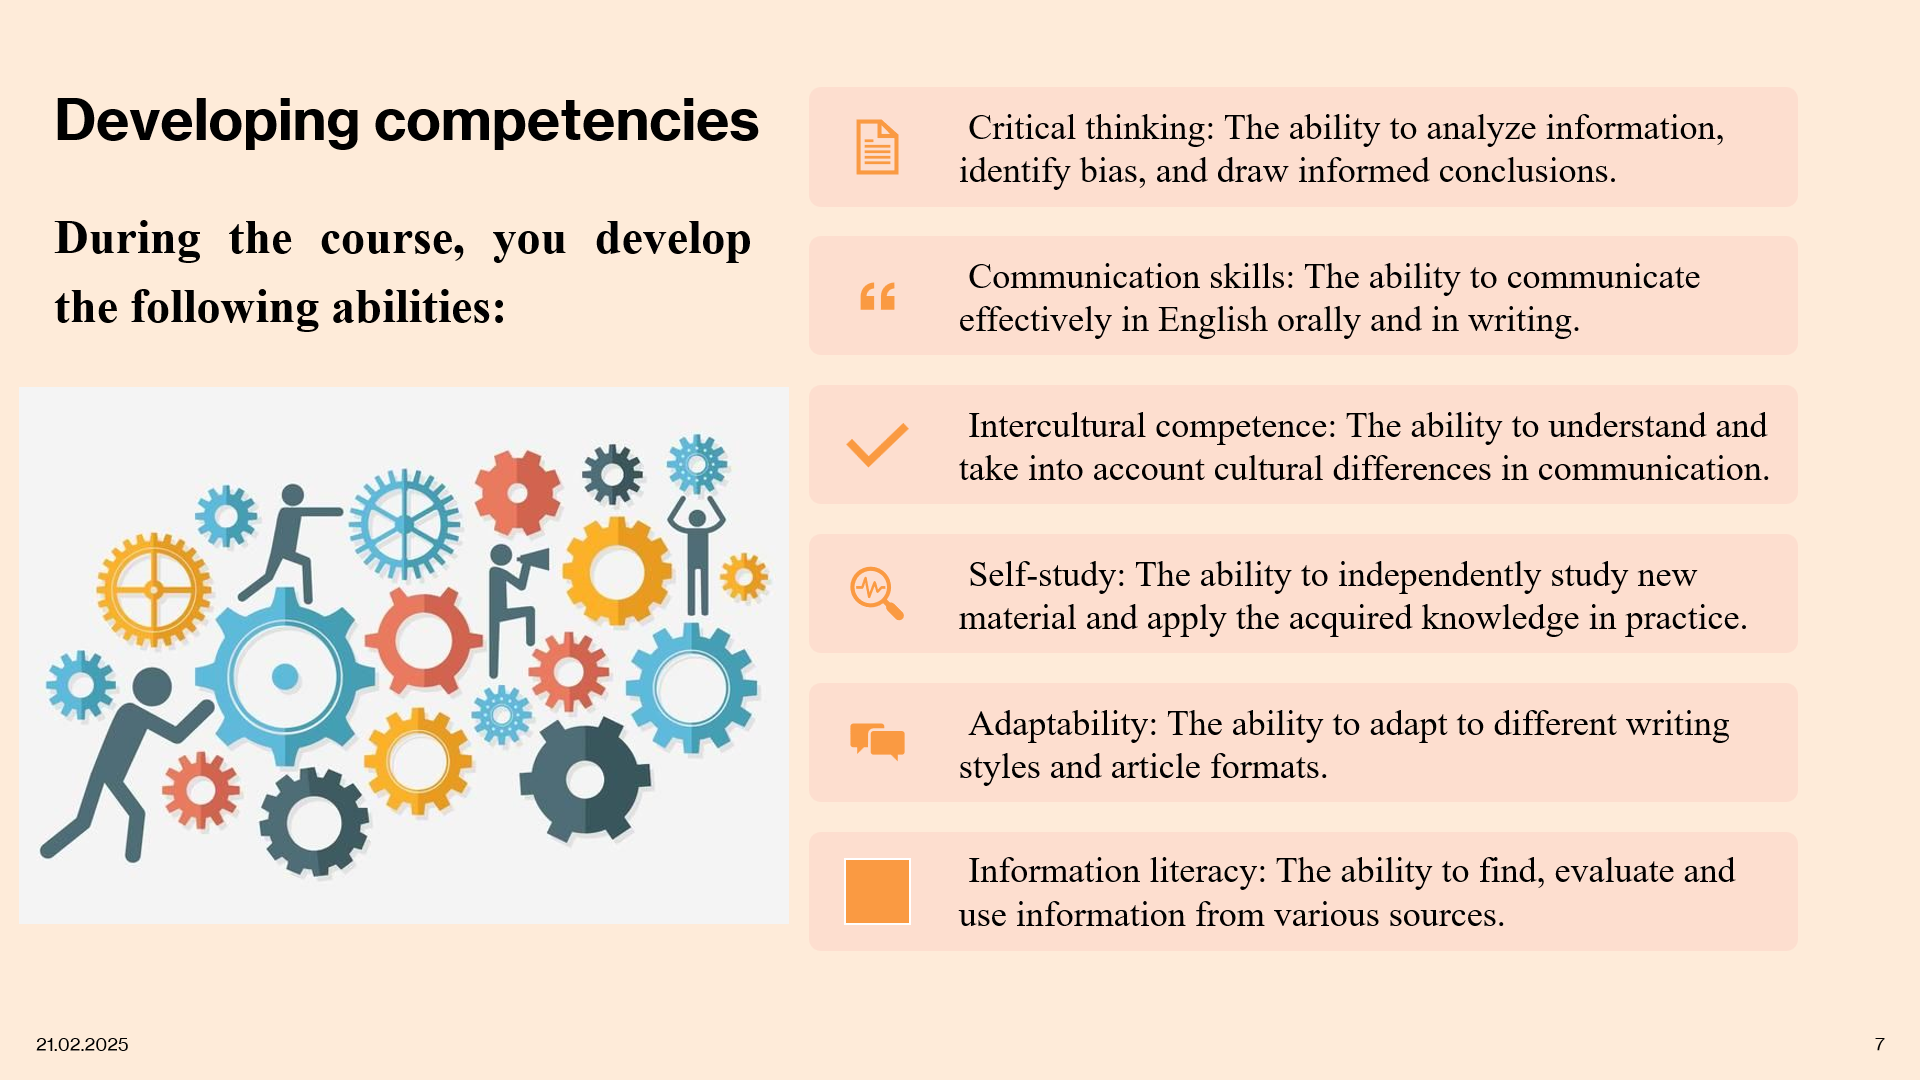 Developing competencies
During the course, you develop
the following abilities:
Critical thinking: The ability to analyze information,
identify bias, and draw informed conclusions.
Communication skills: The ability to communicate
effectively in English orally and in writing.
Intercultural competence: The ability to understand and
take into account cultural differences in communication.
Self-study: The ability to independently study new
material and apply the acquired knowledge in practice.
Adaptability: The ability to adapt to different writing
styles and article formats.
Information literacy: The ability to find, evaluate and
use information from various sources.
21.02.2025
7